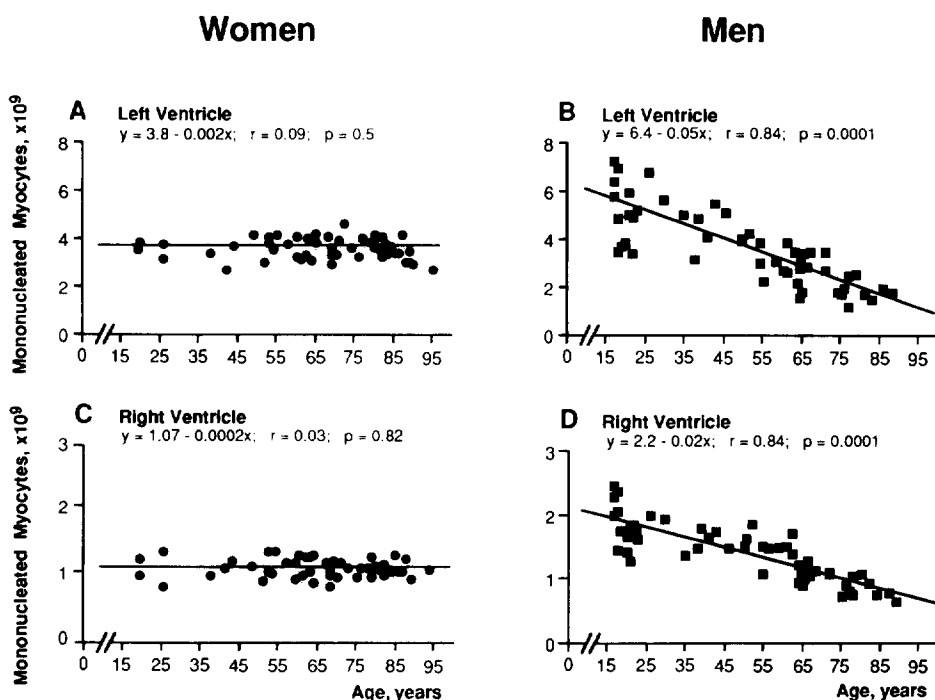 Women
Men
Mononucleated Myocytes, x10⁹
A Left Ventricle
y = 3.8 - 0.002x; r = 0.09; p = 0.5
8
6
4
2
0
0 15 25 35 45 55 65 75 85 95
B Left Ventricle
y = 6.4 - 0.05x; r = 0.84; p = 0.0001
8
6
4
2
0
0 15 25 35 45 55 65 75 85 95
Mononucleated Myocytes, x10⁹
C Right Ventricle
y = 1.07 - 0.0002x; r = 0.03; p = 0.82
3
2
1
0
0 15 25 35 45 55 65 75 85 95
Age, years
D Right Ventricle
y = 2.2 - 0.02x; r = 0.84; p = 0.0001
3
2
1
0
0 15 25 35 45 55 65 75 85 95
Age, years